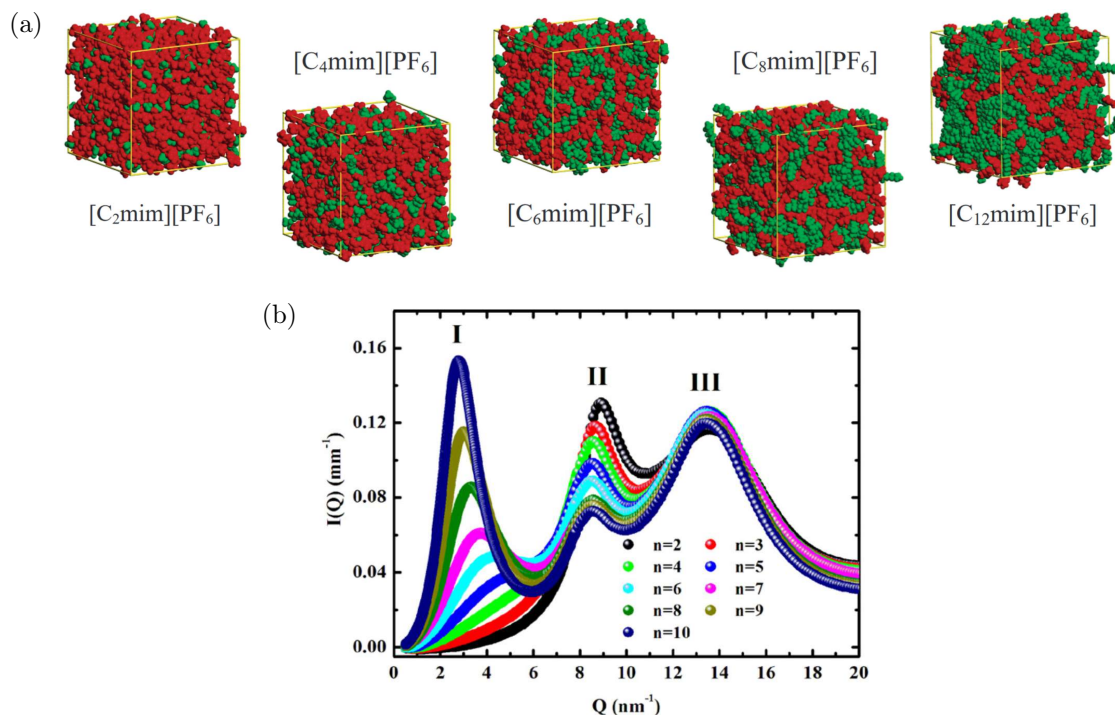 (a)
[C₂mim][PF₆]
[C₄mim][PF₆]
[C₆mim][PF₆]
[C₈mim][PF₆]
[C₁₂mim][PF₆]
(b)
I
II
III
I(Q) (mm⁻¹)
0.16
0.12
0.08
0.04
0.00
n=2 n=3
n=4 n=5
n=6 n=7
n=8 n=9
n=10
0 2 4 6 8 10 12 14 16 18 20
Q (nm⁻¹)